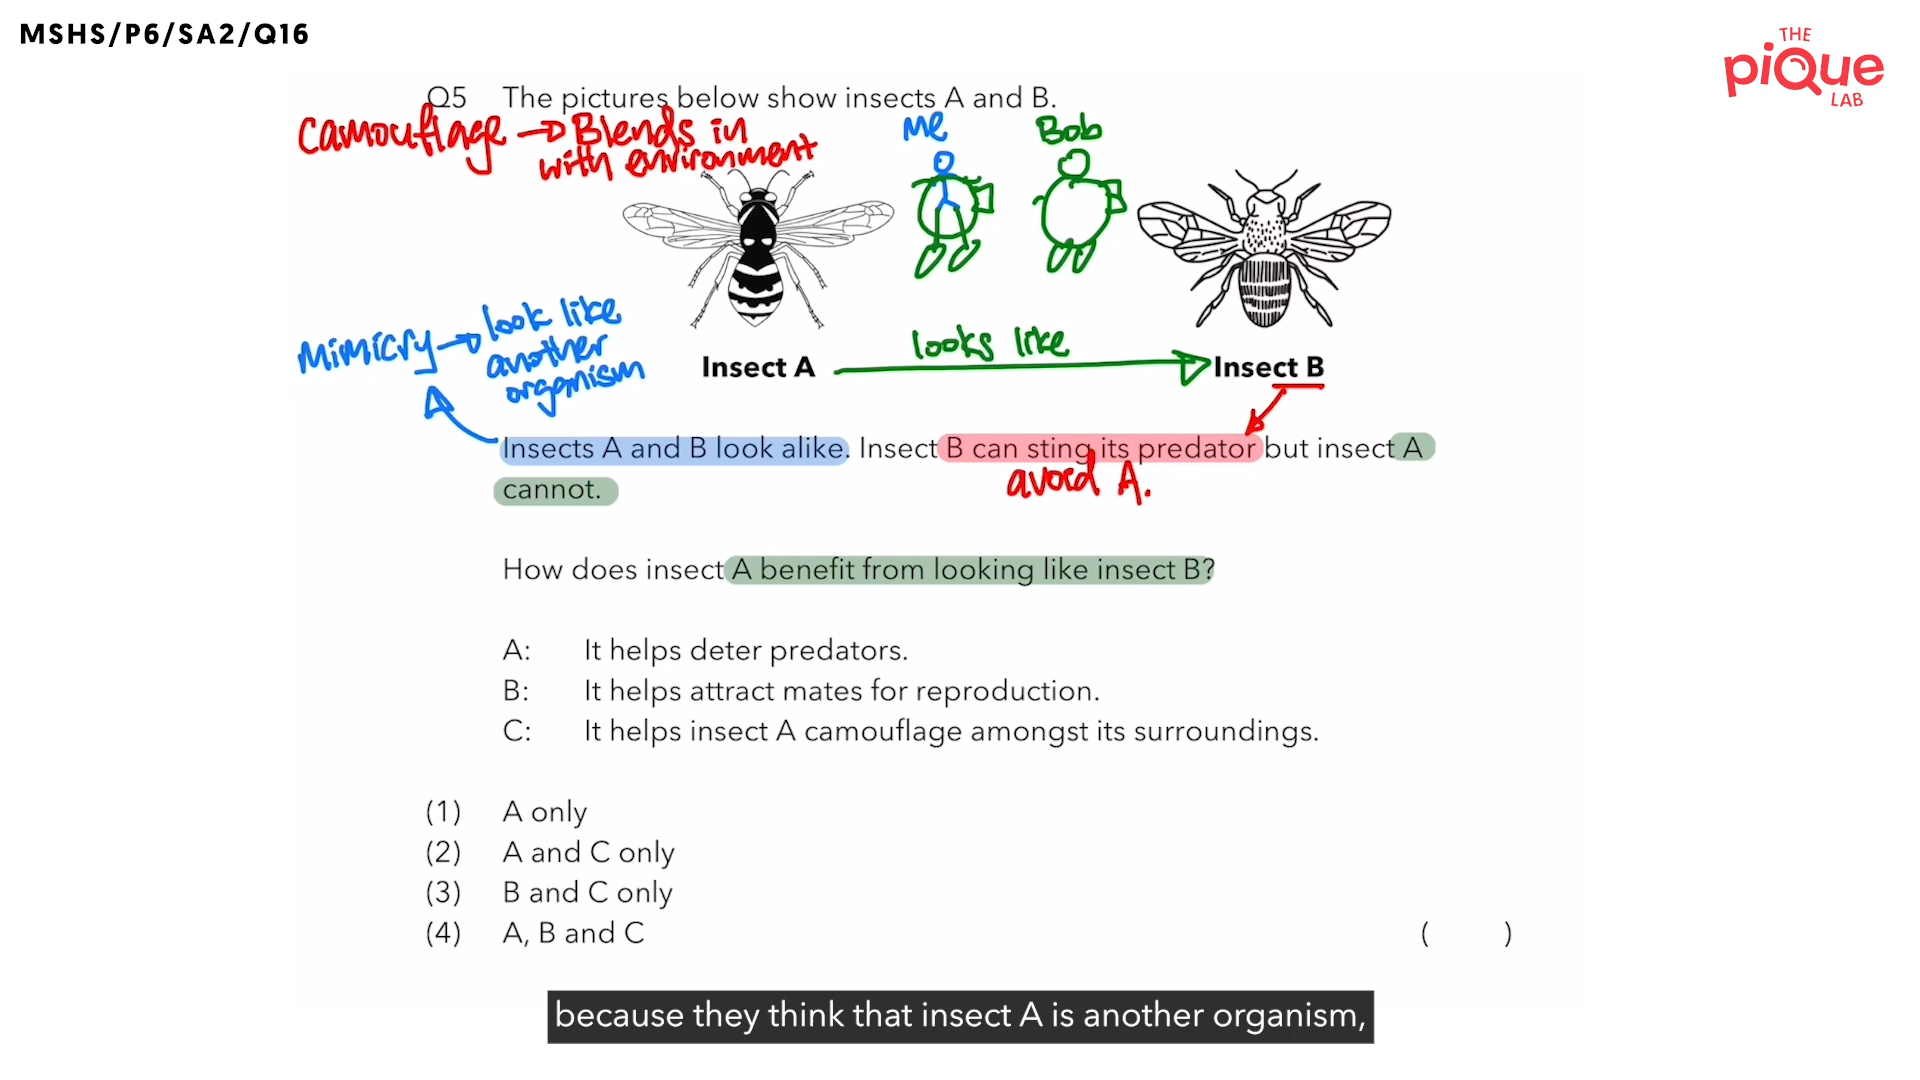 MSHS/P6/SA2/Q16
THE
piQue
LAB
Q5 The pictures below show insects A and B.
Camouflage → Blends in
with environment
Me
Bob
Mimicry → look like
another
organism
looks like
Insect A
Insect B
Insects A and B look alike. Insect B can sting its predator but insect A
cannot.
avoid A.
How does insect A benefit from looking like insect B?
A: It helps deter predators.
B: It helps attract mates for reproduction.
C: It helps insect A camouflage amongst its surroundings.
(1) A only
(2) A and C only
(3) B and C only
(4) A, B and C ( )
because they think that insect A is another organism,